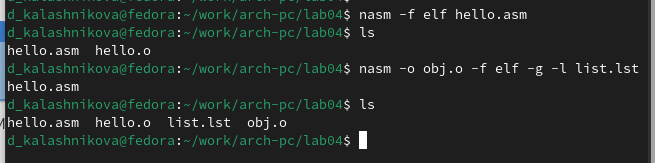 d_kalashnikova@fedora:~/work/arch-pc/lab04$ nasm -f elf hello.asm
d_kalashnikova@fedora:~/work/arch-pc/lab04$ ls
hello.asm  hello.o
d_kalashnikova@fedora:~/work/arch-pc/lab04$ nasm -o obj.o -f elf -g -l list.lst
hello.asm
d_kalashnikova@fedora:~/work/arch-pc/lab04$ ls
hello.asm  hello.o  list.lst  obj.o
d_kalashnikova@fedora:~/work/arch-pc/lab04$